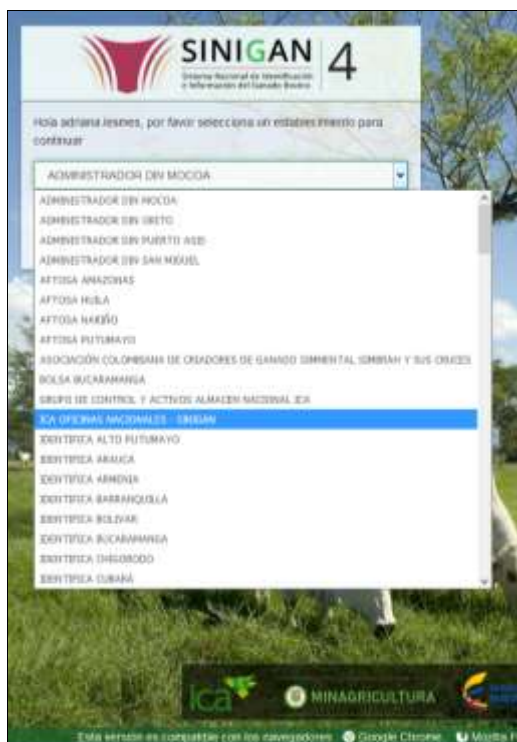 SINIGAN 4
Sistema Nacional de Identificación
e Información del Ganado Bovino
Hola adriana lesmes, por favor selecciona un establecimiento para
continuar
ADMINISTRADOR DIN MOCOA
ADMINISTRADOR DIN MOCOA
ADMINISTRADOR DIN ORITO
ADMINISTRADOR DIN PUERTO ASIS
ADMINISTRADOR DIN SAN MIGUEL
AFTOSA AMAZONAS
AFTOSA HUILA
AFTOSA NARIÑO
AFTOSA PUTUMAYO
ASOCIACIÓN COLOMBIANA DE CRIADORES DE GANADO SIMMENTAL SIMBRAH Y SUS CRUCES
BOLSA BUCARAMANGA
GRUPO DE CONTROL Y ACTIVOS ALMACEN NACIONAL ICA
ICA OFICINAS NACIONALES - SINIGAN
IDENTIFICA ALTO PUTUMAYO
IDENTIFICA ARAUCA
IDENTIFICA ARMENIA
IDENTIFICA BARRANQUILLA
IDENTIFICA BOLIVAR
IDENTIFICA BUCARAMANGA
IDENTIFICA CHIGORODO
IDENTIFICA CUBARÁ
ica MINAGRICULTURA
Esta versión es compatible con los navegadores Google Chrome Mozilla F